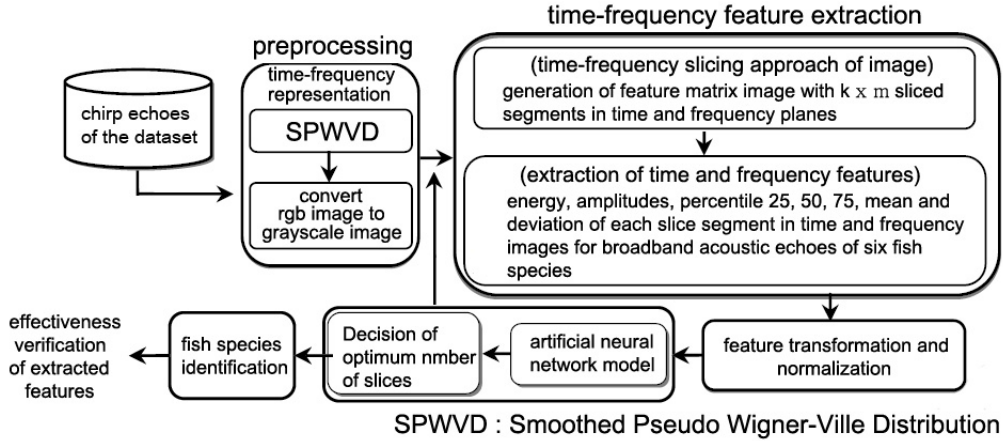 time-frequency feature extraction
preprocessing
chirp echoes
of the dataset
time-frequency
representation
SPWVD
convert
rgb image to
grayscale image
(time-frequency slicing approach of image)
generation of feature matrix image with k x m sliced
segments in time and frequency planes
(extraction of time and frequency features)
energy, amplitudes, percentile 25, 50, 75, mean and
deviation of each slice segment in time and frequency
images for broadband acoustic echoes of six fish
species
feature transformation and
normalization
artificial neural
network model
Decision of
optimum nmber
of slices
fish species
identification
effectiveness
verification
of extracted
features
SPWVD : Smoothed Pseudo Wigner-Ville Distribution